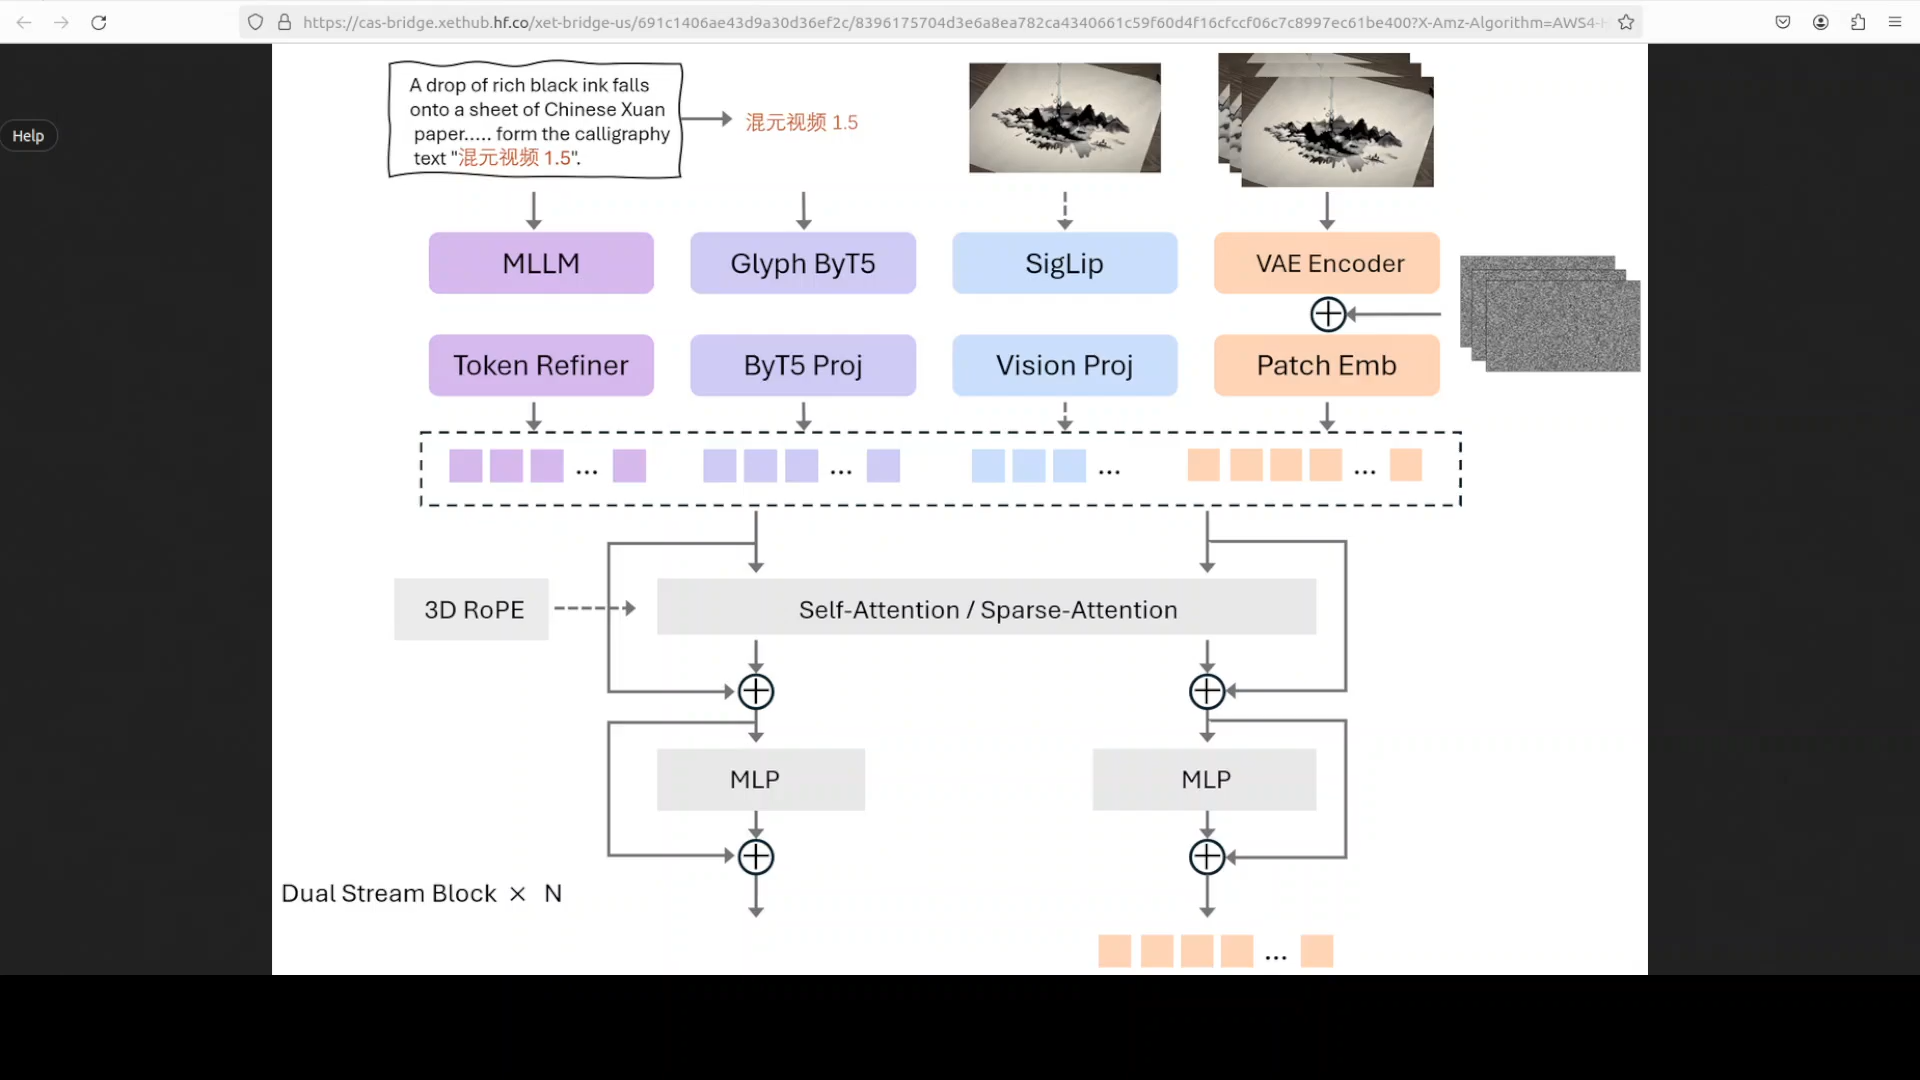 https://cas-bridge.xethub.hf.co/xet-bridge-us/691c1406ae43d9a30d36ef2c/8396175704d3e6a8ea782ca4340661c59f60d4f16cfccf06c7c8997ec61be400?X-Amz-Algorithm=AWS4-H
Help
A drop of rich black ink falls
onto a sheet of Chinese Xuan
paper..... form the calligraphy
text "混元视频 1.5".
混元视频 1.5
MLLM
Glyph ByT5
SigLip
VAE Encoder
Token Refiner
ByT5 Proj
Vision Proj
Patch Emb
... ... ... ...
3D RoPE
Self-Attention / Sparse-Attention
MLP
MLP
Dual Stream Block × N
...